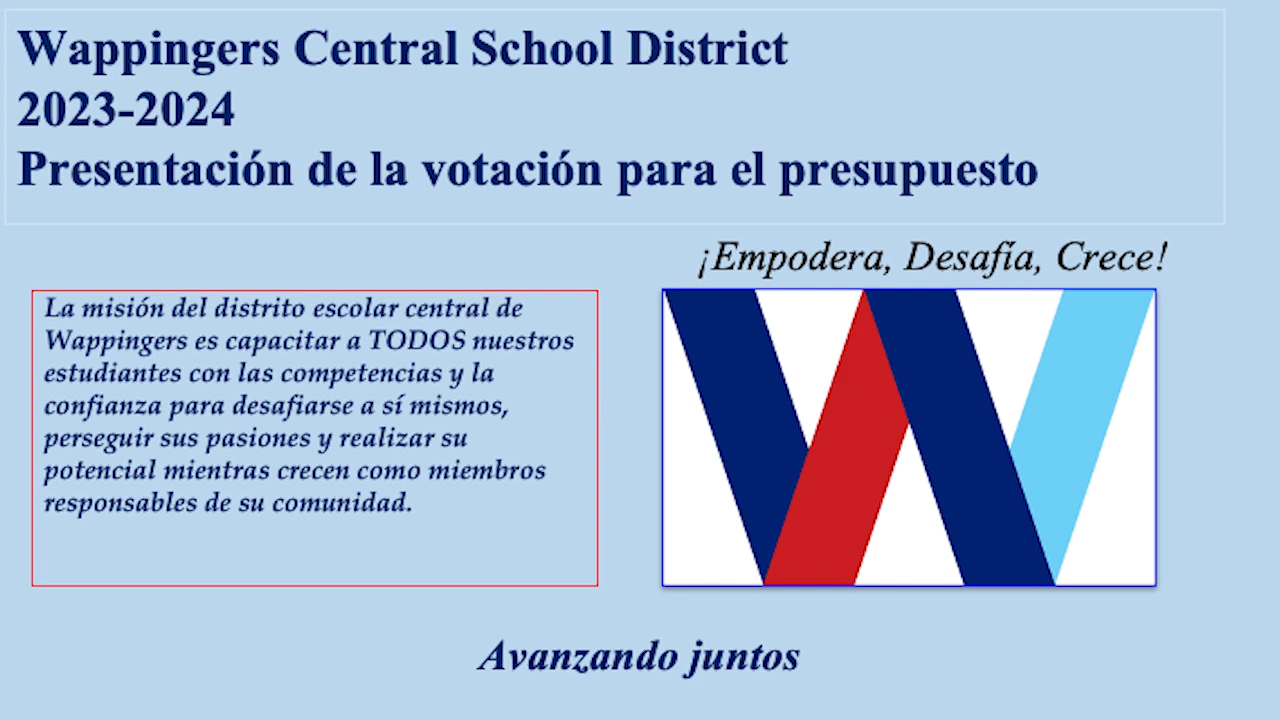 Wappingers Central School District
2023-2024
Presentación de la votación para el presupuesto
¡Empodera, Desafía, Crece!
La misión del distrito escolar central de
Wappingers es capacitar a TODOS nuestros
estudiantes con las competencias y la
confianza para desafiarse a sí mismos,
perseguir sus pasiones y realizar su
potencial mientras crecen como miembros
responsables de su comunidad.
Avanzando juntos